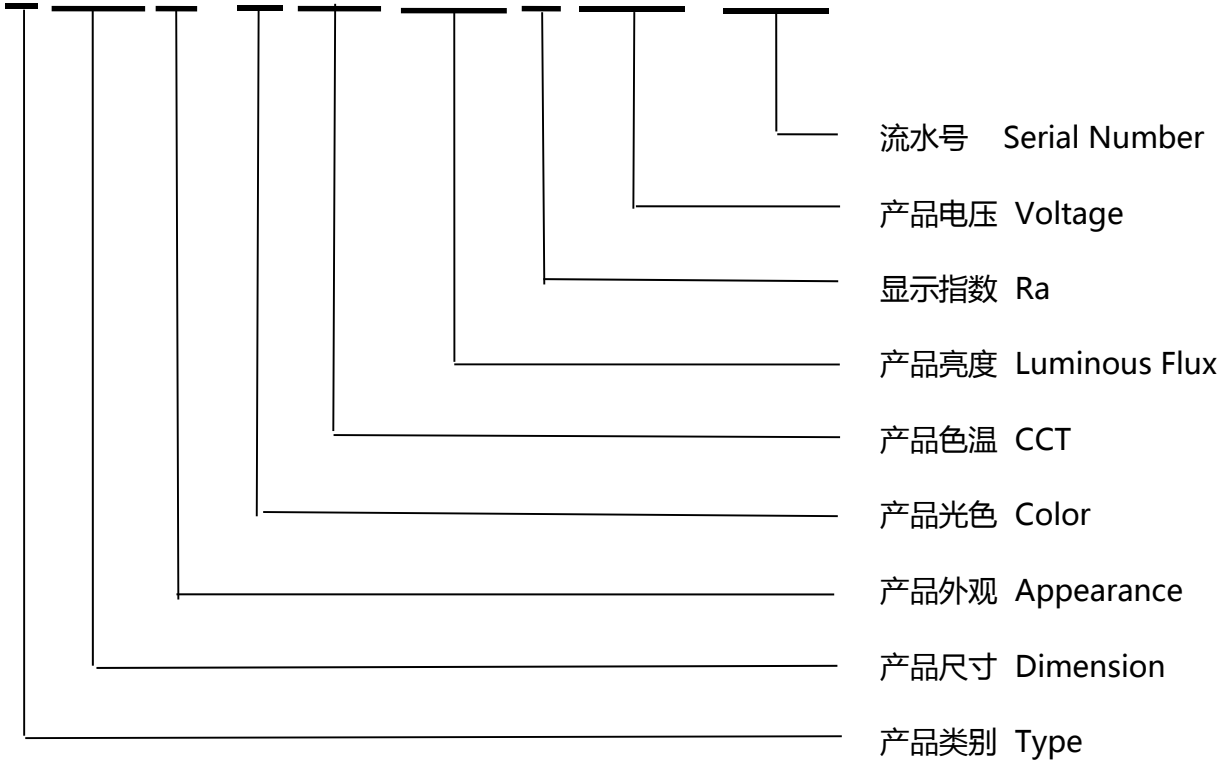 流水号 Serial Number
产品电压 Voltage
显示指数 Ra
产品亮度 Luminous Flux
产品色温 CCT
产品光色 Color
产品外观 Appearance
产品尺寸 Dimension
产品类别 Type